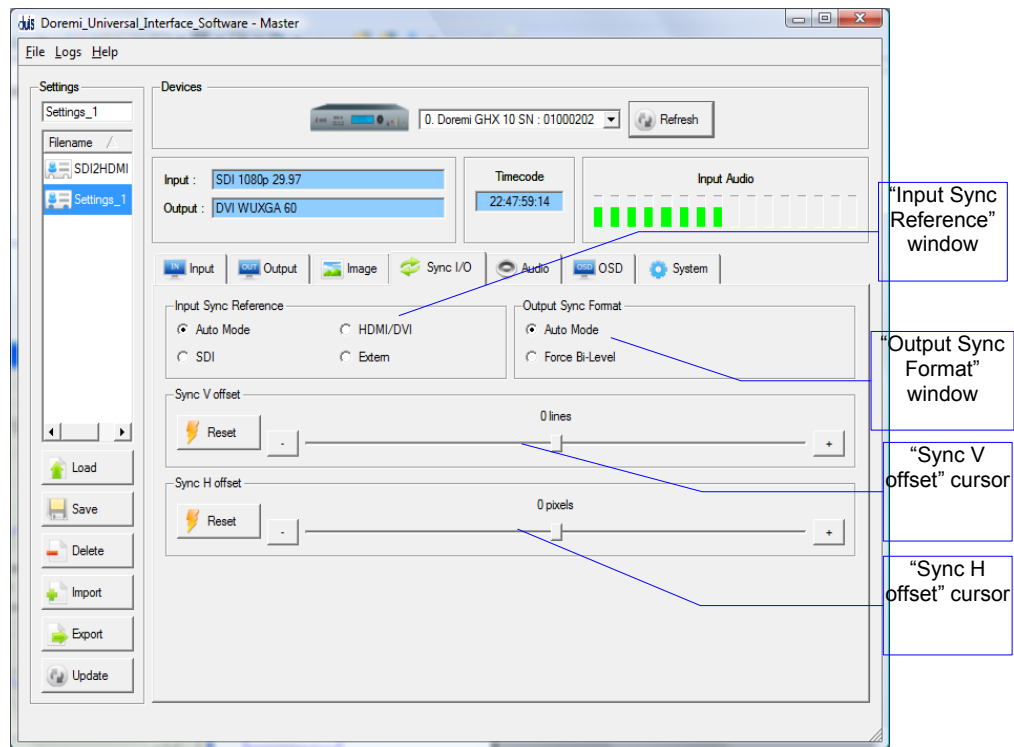 duis Doremi_Universal_Interface_Software - Master
File Logs Help
Settings
Settings_1
Filename
SDI2HDMI
Settings_1
Load
Save
Delete
Import
Export
Update
Devices
0. Doremi GHX 10 SN : 01000202
Refresh
Input :
SDI 1080p 29.97
Output :
DVI WUXGA 60
Timecode
22:47:59:14
Input Audio
IN Input
OUT Output
Image
Sync I/O
Audio
OSD OSD
System
Input Sync Reference
Auto Mode
HDMI/DVI
SDI
Extern
Output Sync Format
Auto Mode
Force Bi-Level
Sync V offset
Reset
-
0 lines
+
Sync H offset
Reset
-
0 pixels
+
“Input Sync
Reference”
window
“Output Sync
Format”
window
“Sync V
offset” cursor
“Sync H
offset” cursor